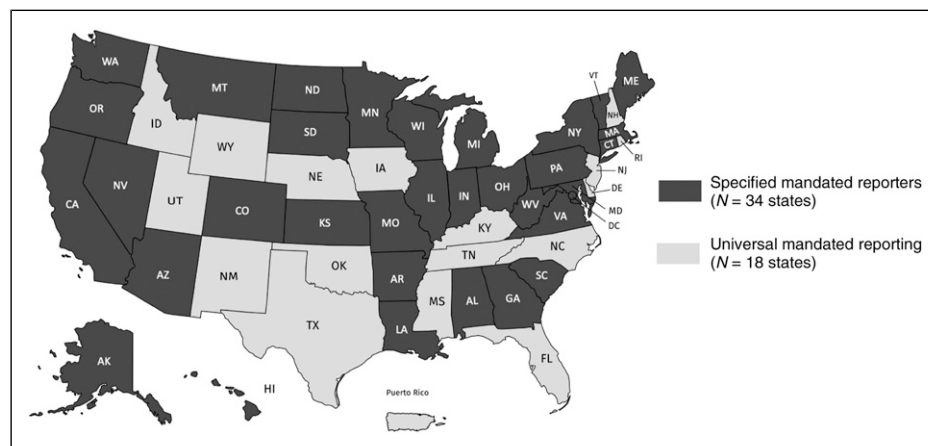 WA
MT
ND
MN
VT
ME
OR
ID
SD
WI
NY
NH
MA
CT
RI
WY
MI
IA
PA
NJ
NE
NV
UT
IL
IN
OH
DE
MD
DC
CA
CO
KS
MO
WV
VA
KY
NC
TN
AZ
NM
OK
AR
SC
MS
AL
GA
TX
LA
FL
AK
HI
Puerto Rico
Specified mandated reporters
(N = 34 states)
Universal mandated reporting
(N = 18 states)